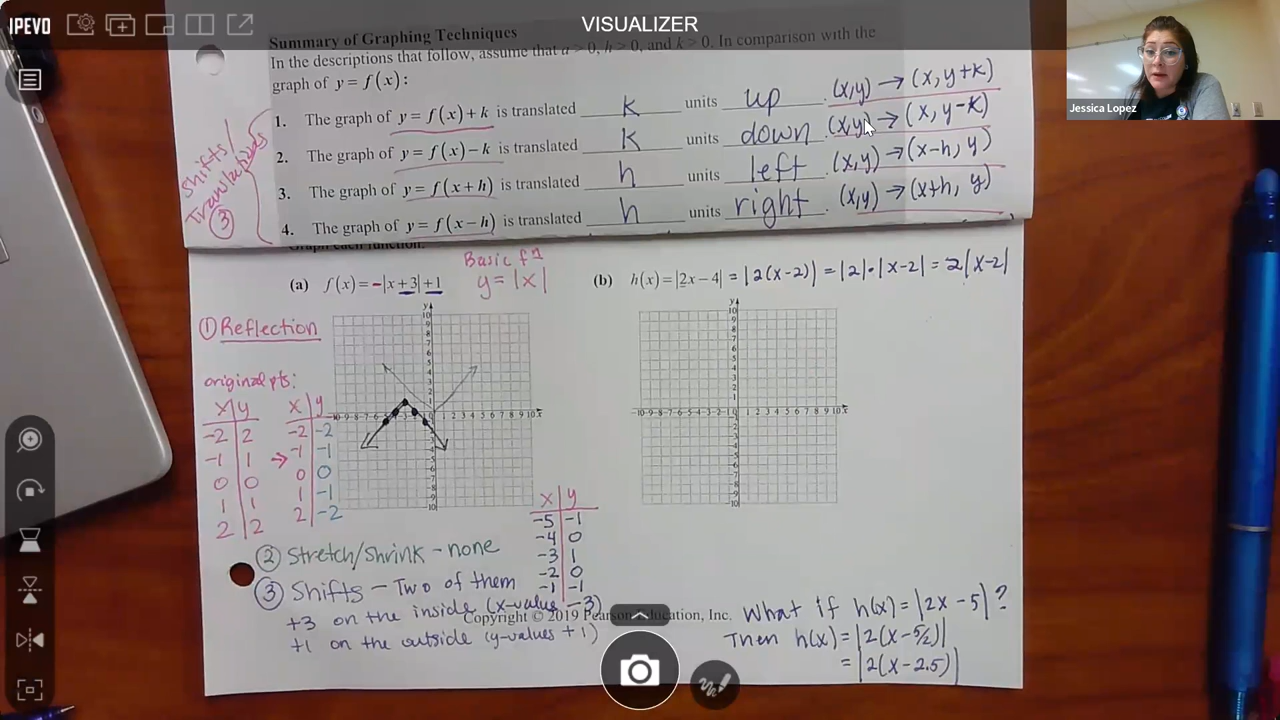 IPEVO
VISUALIZER
Jessica Lopez
Summary of Graphing Techniques
In the descriptions that follow, assume that a > 0, h > 0, and k > 0. In comparison with the
graph of y = f(x):
1. The graph of y = f(x) + k is translated k units up. (x,y) → (x, y+k)
2. The graph of y = f(x) − k is translated k units down. (x,y) → (x, y−k)
3. The graph of y = f(x + h) is translated h units left. (x,y) → (x−h, y)
4. The graph of y = f(x − h) is translated h units right. (x,y) → (x+h, y)
Shifts/
Translations
3
Graph each function.
Basic fn
(a) f(x) = −|x + 3| + 1 y = |x|
(b) h(x) = |2x − 4| = |2(x−2)| = |2|•|x−2| = 2|x−2|
① Reflection
original pts:
x y
-2 2
-1 1
0 0
1 1
2 2
→
x y
-2 -2
-1 -1
0 0
1 -1
2 -2
② Stretch/Shrink - none
③ Shifts - Two of them
+3 on the inside (x-value -3)
+1 on the outside (y-values +1)
x y
-5 -1
-4 0
-3 1
-2 0
-1 -1
Copyright © 2019 Pearson Education, Inc.
What if h(x) = |2x − 5| ?
Then h(x) = |2(x − 5/2)|
= |2(x − 2.5)|